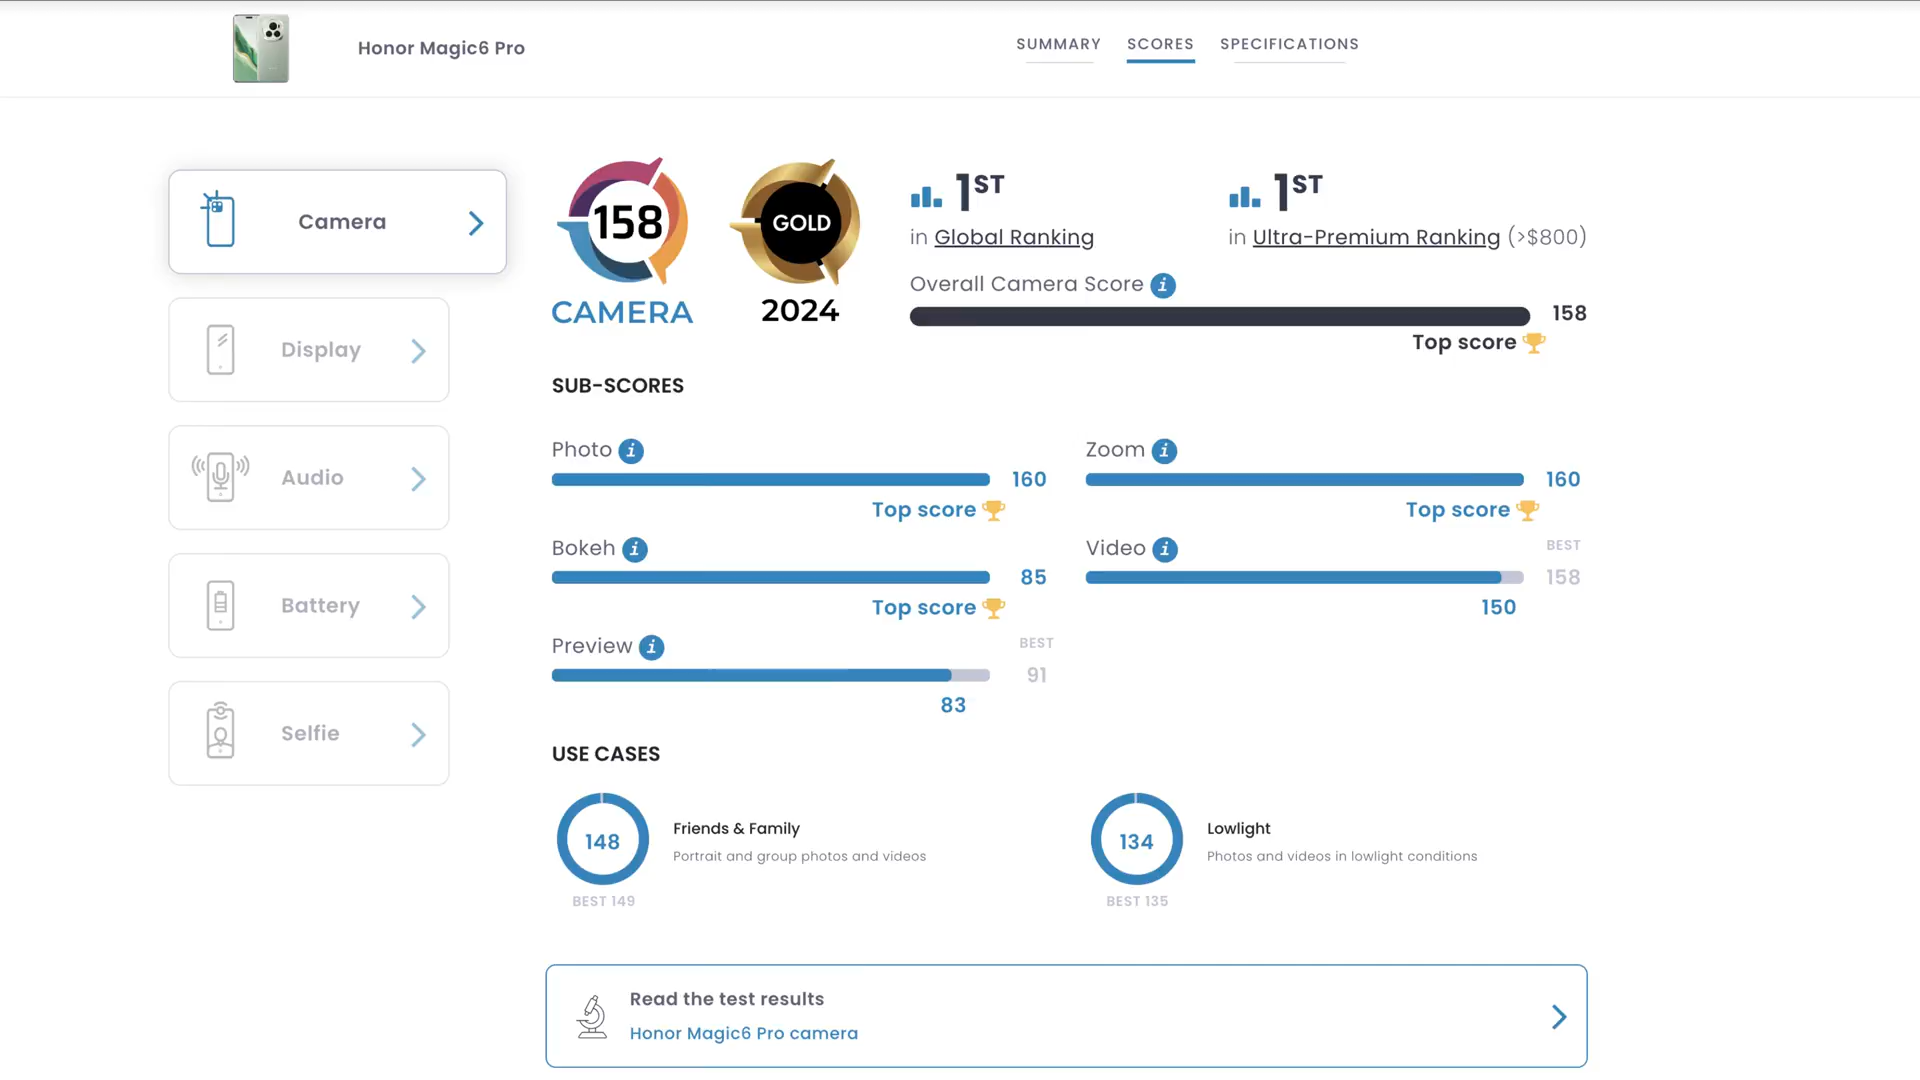 Honor Magic6 Pro
SUMMARY
SCORES
SPECIFICATIONS
Camera
Display
Audio
Battery
Selfie
158
CAMERA
GOLD
2024
1ST
in Global Ranking
1ST
in Ultra-Premium Ranking (>$800)
Overall Camera Score i
158
Top score
SUB-SCORES
Photo i
160
Top score
Zoom i
160
Top score
Bokeh i
85
Top score
Video i
BEST
158
150
Preview i
BEST
91
83
USE CASES
148
BEST 149
Friends & Family
Portrait and group photos and videos
134
BEST 135
Lowlight
Photos and videos in lowlight conditions
Read the test results
Honor Magic6 Pro camera